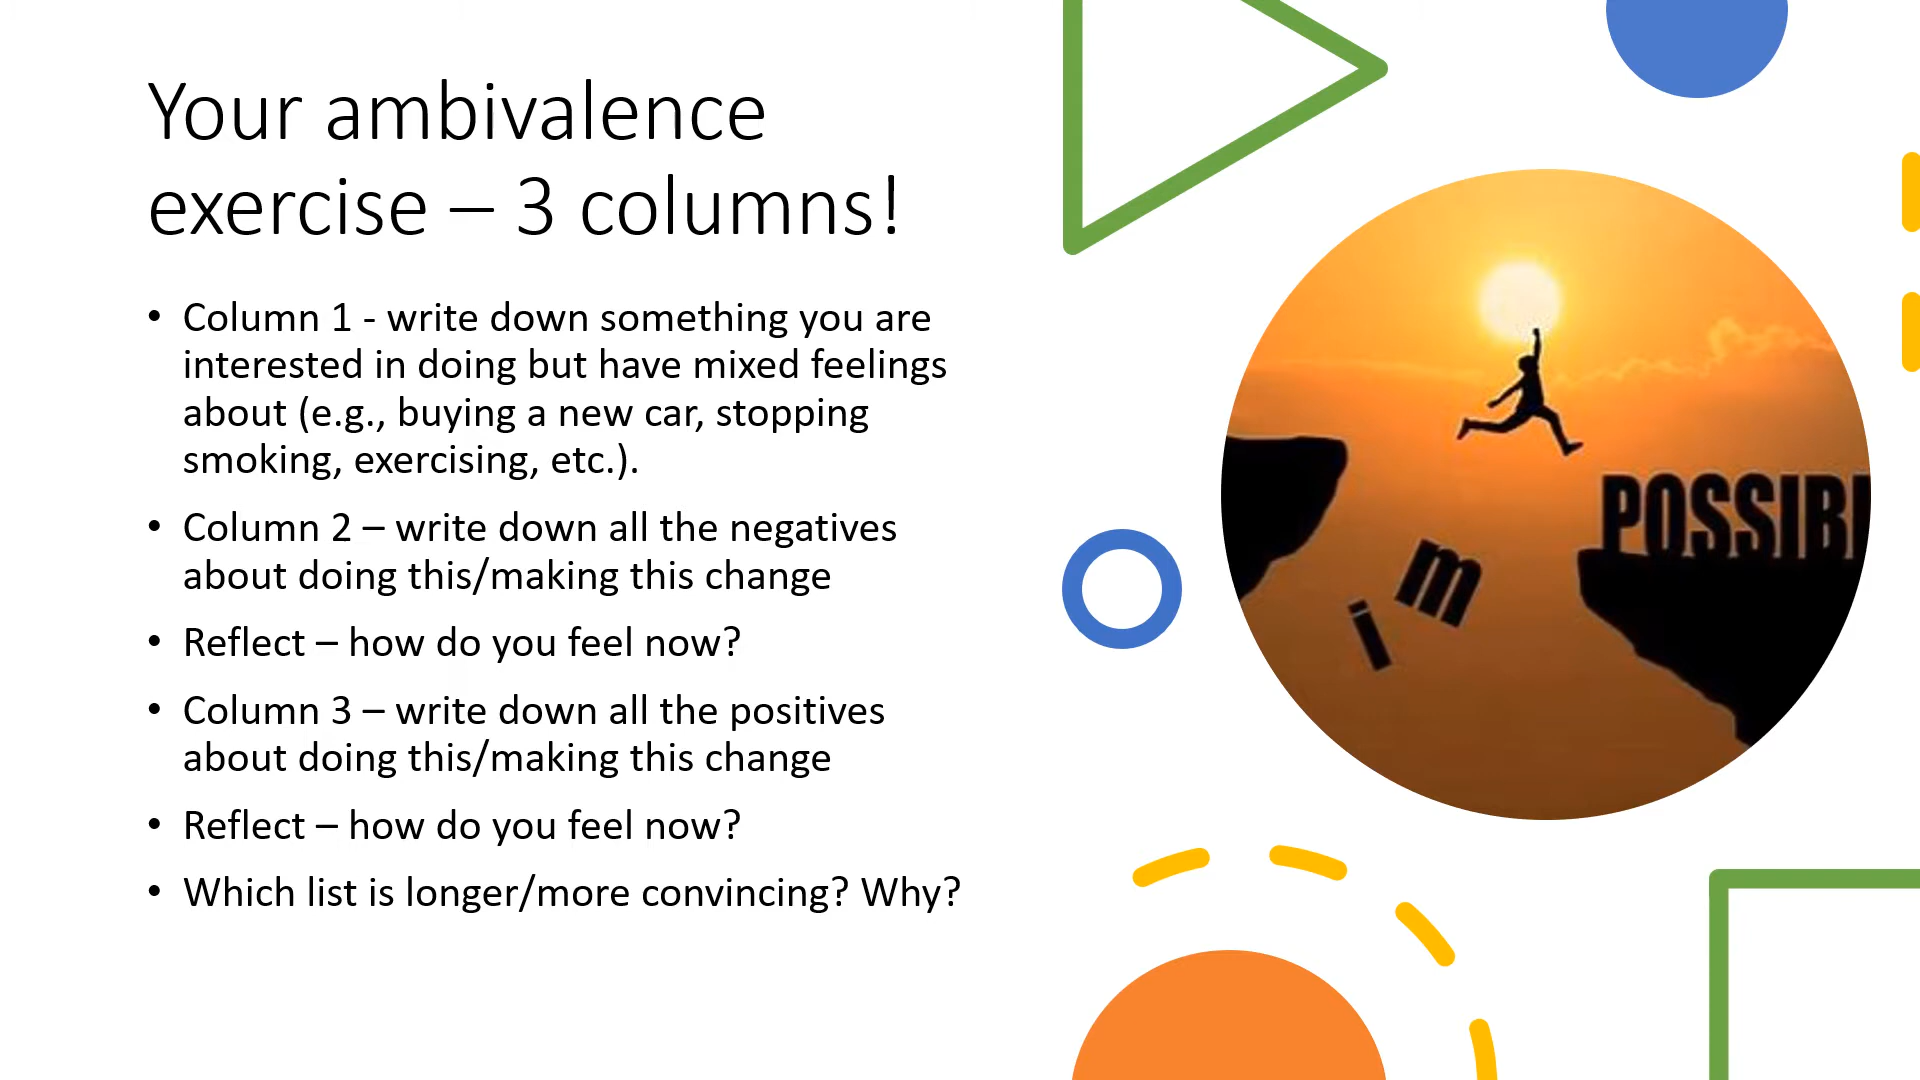 Your ambivalence
exercise – 3 columns!
• Column 1 - write down something you are
interested in doing but have mixed feelings
about (e.g., buying a new car, stopping
smoking, exercising, etc.).
• Column 2 – write down all the negatives
about doing this/making this change
• Reflect – how do you feel now?
• Column 3 – write down all the positives
about doing this/making this change
• Reflect – how do you feel now?
• Which list is longer/more convincing? Why?
POSSIBL
m
i